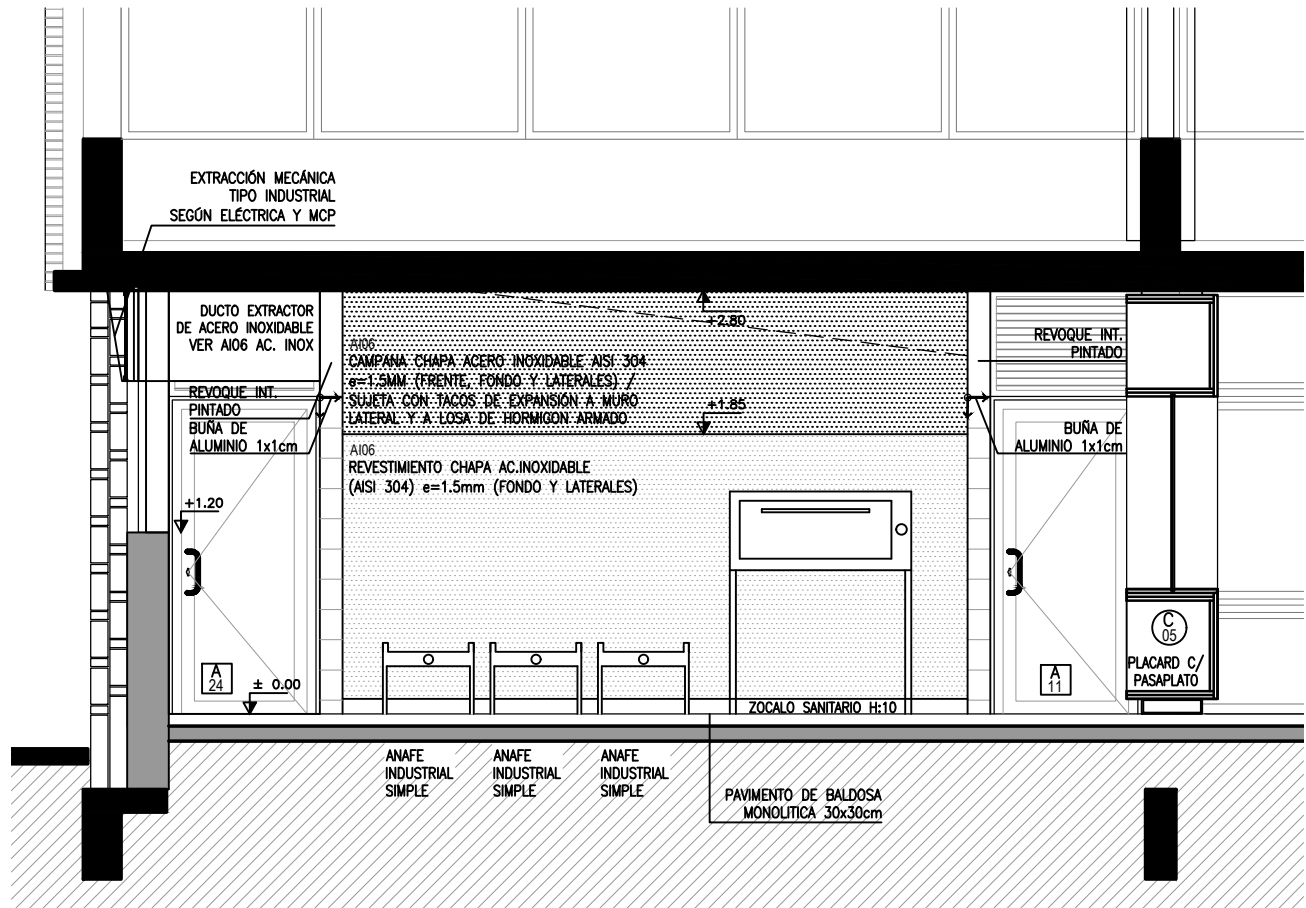 EXTRACCIÓN MECÁNICA
TIPO INDUSTRIAL
SEGÚN ELÉCTRICA Y MCP
DUCTO EXTRACTOR
DE ACERO INOXIDABLE
VER AI06 AC. INOX
+2.80
REVOQUE INT.
PINTADO
AI06
CAMPANA CHAPA ACERO INOXIDABLE AISI 304
e=1.5MM (FRENTE, FONDO Y LATERALES) /
SUJETA CON TACOS DE EXPANSIÓN A MURO
LATERAL Y A LOSA DE HORMIGON ARMADO
REVOQUE INT.
PINTADO
BUÑA DE
ALUMINIO 1x1cm
+1.85
BUÑA DE
ALUMINIO 1x1cm
AI06
REVESTIMIENTO CHAPA AC.INOXIDABLE
(AISI 304) e=1.5mm (FONDO Y LATERALES)
+1.20
C
05
PLACARD C/
PASAPLATO
A
24
± 0.00
A
11
ZOCALO SANITARIO H:10
ANAFE
INDUSTRIAL
SIMPLE
ANAFE
INDUSTRIAL
SIMPLE
ANAFE
INDUSTRIAL
SIMPLE
PAVIMENTO DE BALDOSA
MONOLITICA 30x30cm